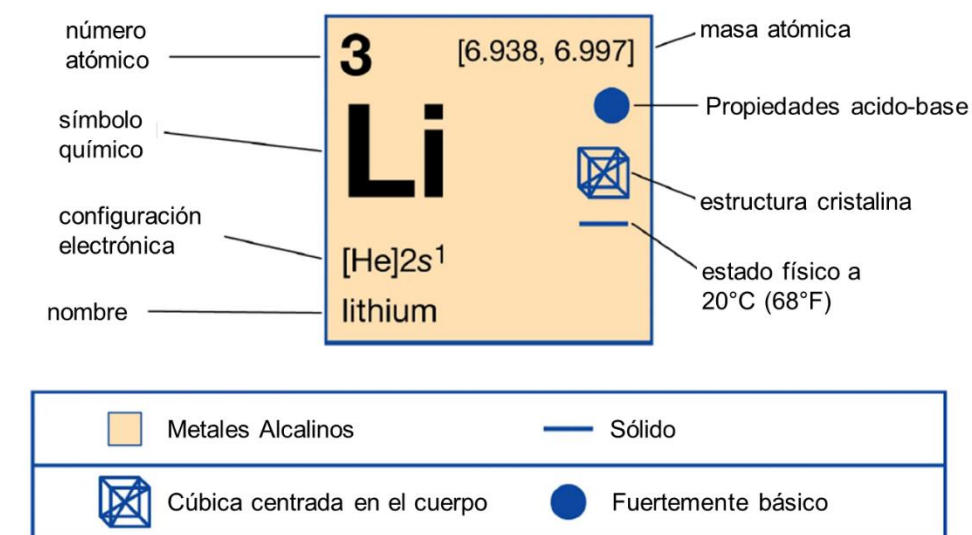 número
atómico
símbolo
químico
configuración
electrónica
nombre
3
[6.938, 6.997]
Li
[He]2s¹
lithium
masa atómica
Propiedades acido-base
estructura cristalina
estado físico a
20°C (68°F)
Metales Alcalinos
Sólido
Cúbica centrada en el cuerpo
Fuertemente básico